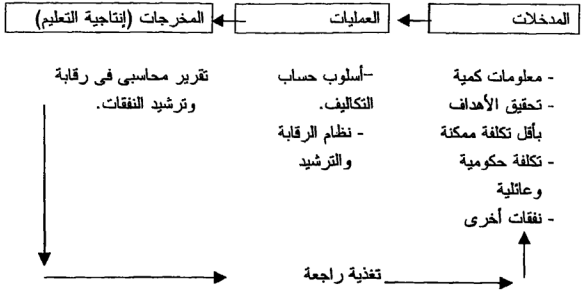 المدخلات
العمليات
المخرجات (إنتاجية التعليم)
- معلومات كمية
- تحقيق الأهداف
بأقل تكلفة ممكنة
- تكلفة حكومية
وعائلية
- نفقات أخرى
-أسلوب حساب
التكاليف.
- نظام الرقابة
والترشيد
تقرير محاسبى فى رقابة
وترشيد النفقات.
تغذية راجعة